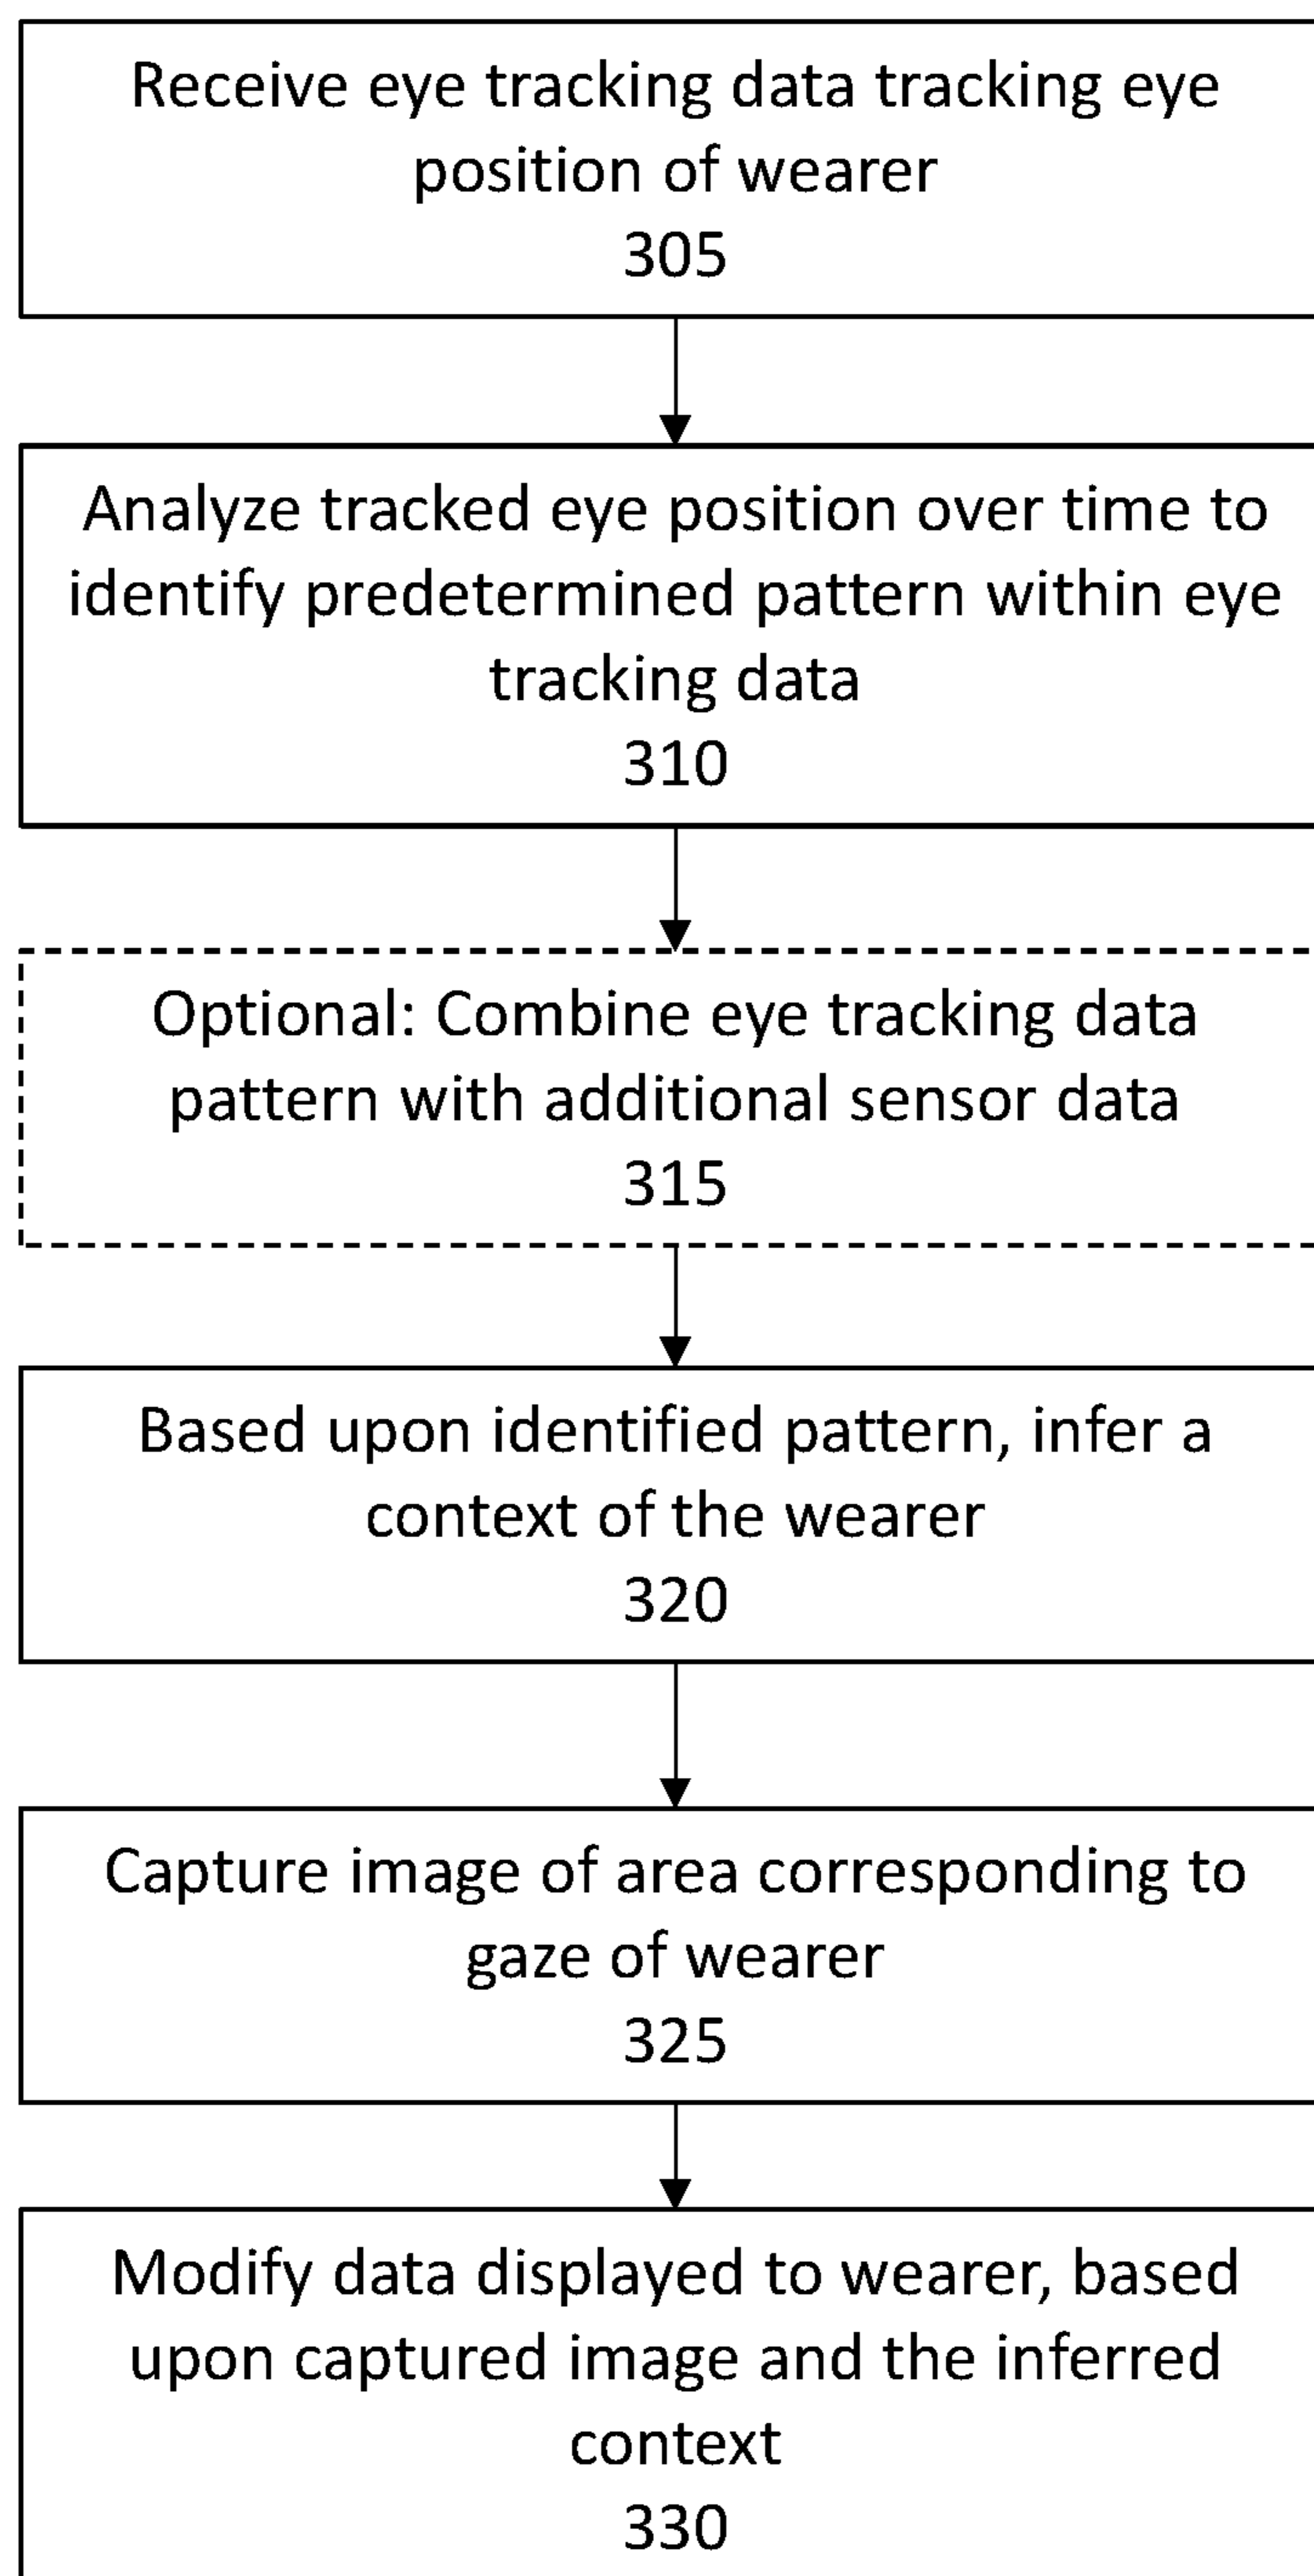 Receive eye tracking data tracking eye
position of wearer
305
Analyze tracked eye position over time to
identify predetermined pattern within eye
tracking data
310
Optional: Combine eye tracking data
pattern with additional sensor data
315
Based upon identified pattern, infer a
context of the wearer
320
Capture image of area corresponding to
gaze of wearer
325
Modify data displayed to wearer, based
upon captured image and the inferred
context
330